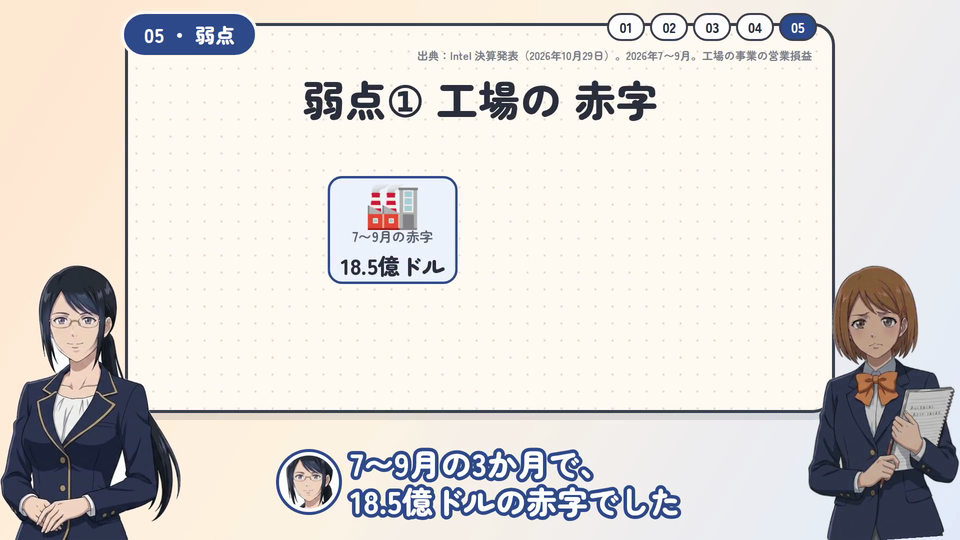 05 ・ 弱点
01 02 03 04 05
出典：Intel 決算発表（2026年10月29日）。2026年7〜9月。工場の事業の営業損益
弱点① 工場の 赤字
7〜9月の赤字
18.5億ドル
7〜9月の3か月で、
18.5億ドルの赤字でした